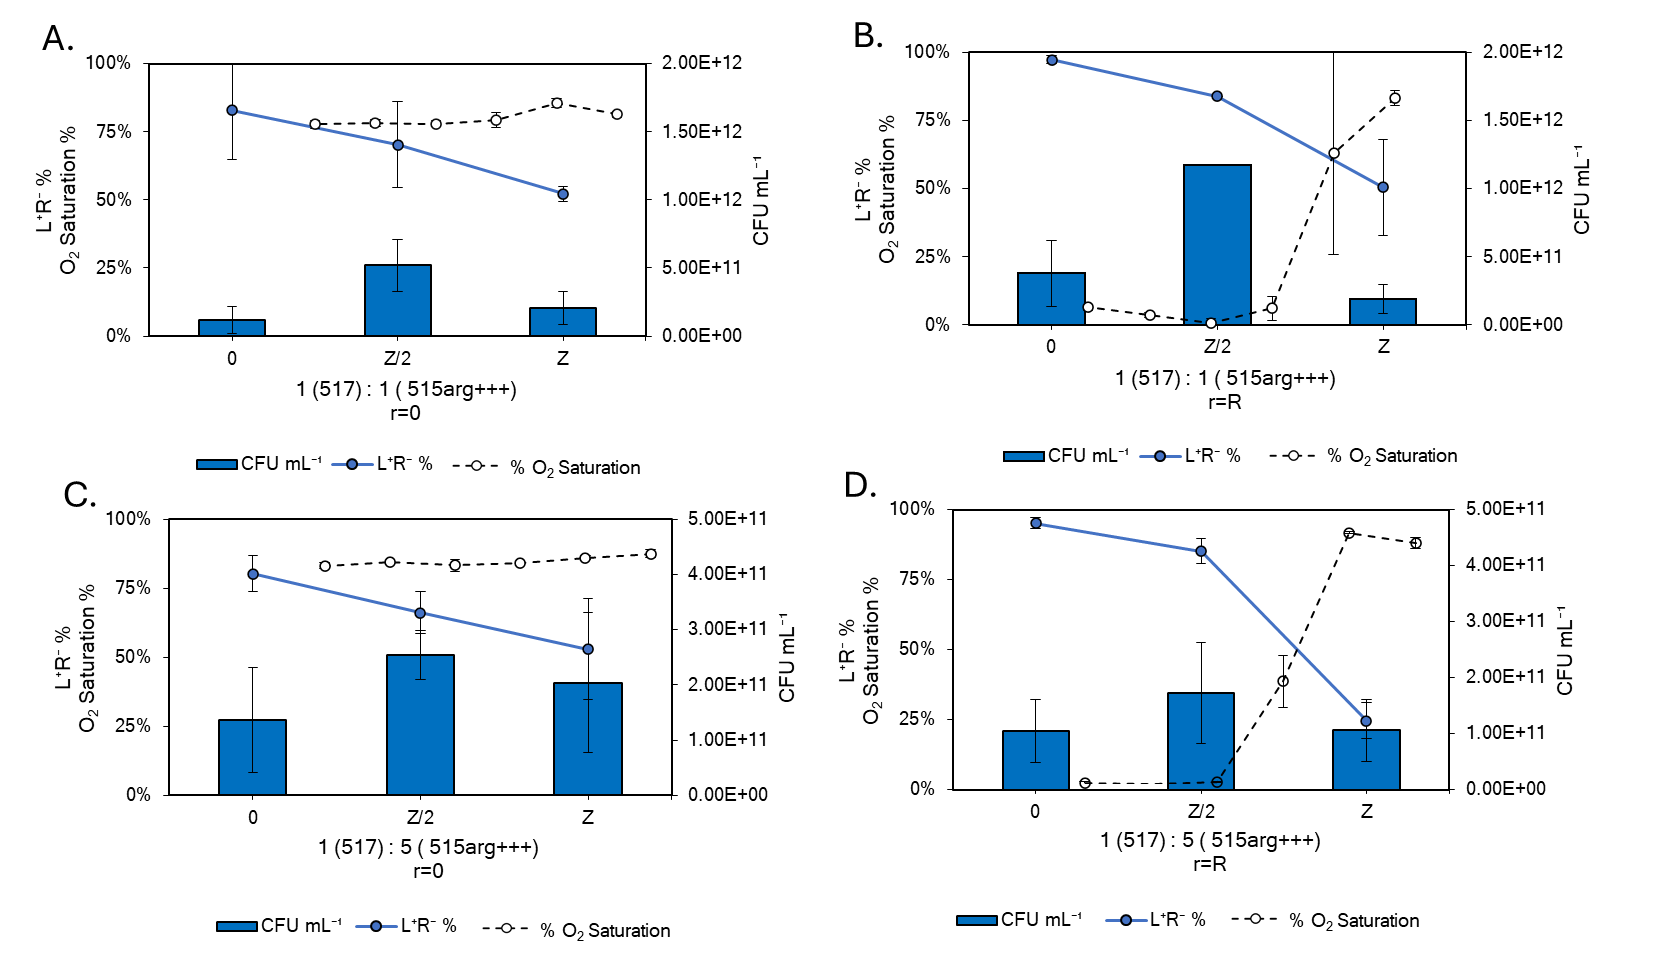 A.
100%
75%
50%
25%
0%
L⁺R⁻ %
O₂ Saturation %
2.00E+12
1.50E+12
1.00E+12
5.00E+11
0.00E+00
CFU mL⁻¹
0 Z/2 Z
1 (517) : 1 ( 515arg+++)
r=0
CFU mL⁻¹ L⁺R⁻ % % O₂ Saturation
B.
100%
75%
50%
25%
0%
L⁺R⁻ %
O₂ Saturation %
2.00E+12
1.50E+12
1.00E+12
5.00E+11
0.00E+00
CFU mL⁻¹
0 Z/2 Z
1 (517) : 1 ( 515arg+++)
r=R
CFU mL⁻¹ L⁺R⁻ % % O₂ Saturation
C.
100%
75%
50%
25%
0%
L⁺R⁻ %
O₂ Saturation %
5.00E+11
4.00E+11
3.00E+11
2.00E+11
1.00E+11
0.00E+00
CFU mL⁻¹
0 Z/2 Z
1 (517) : 5 ( 515arg+++)
r=0
CFU mL⁻¹ L⁺R⁻ % % O₂ Saturation
D.
100%
75%
50%
25%
0%
L⁺R⁻ %
O₂ Saturation %
5.00E+11
4.00E+11
3.00E+11
2.00E+11
1.00E+11
0.00E+00
CFU mL⁻¹
0 Z/2 Z
1 (517) : 5 ( 515arg+++)
r=R
CFU mL⁻¹ L⁺R⁻ % % O₂ Saturation